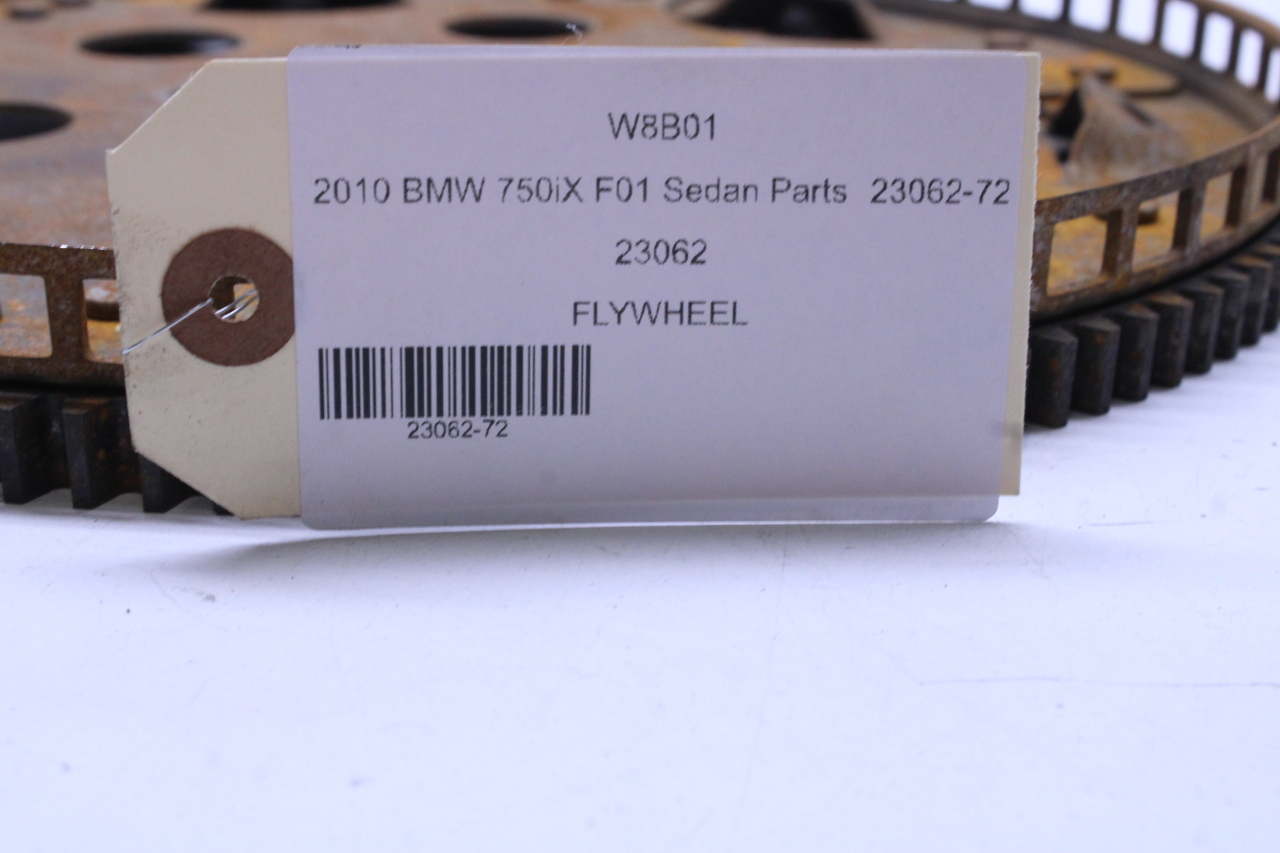 W8B01
2010 BMW 750iX F01 Sedan Parts 23062-72
23062
FLYWHEEL
23062-72